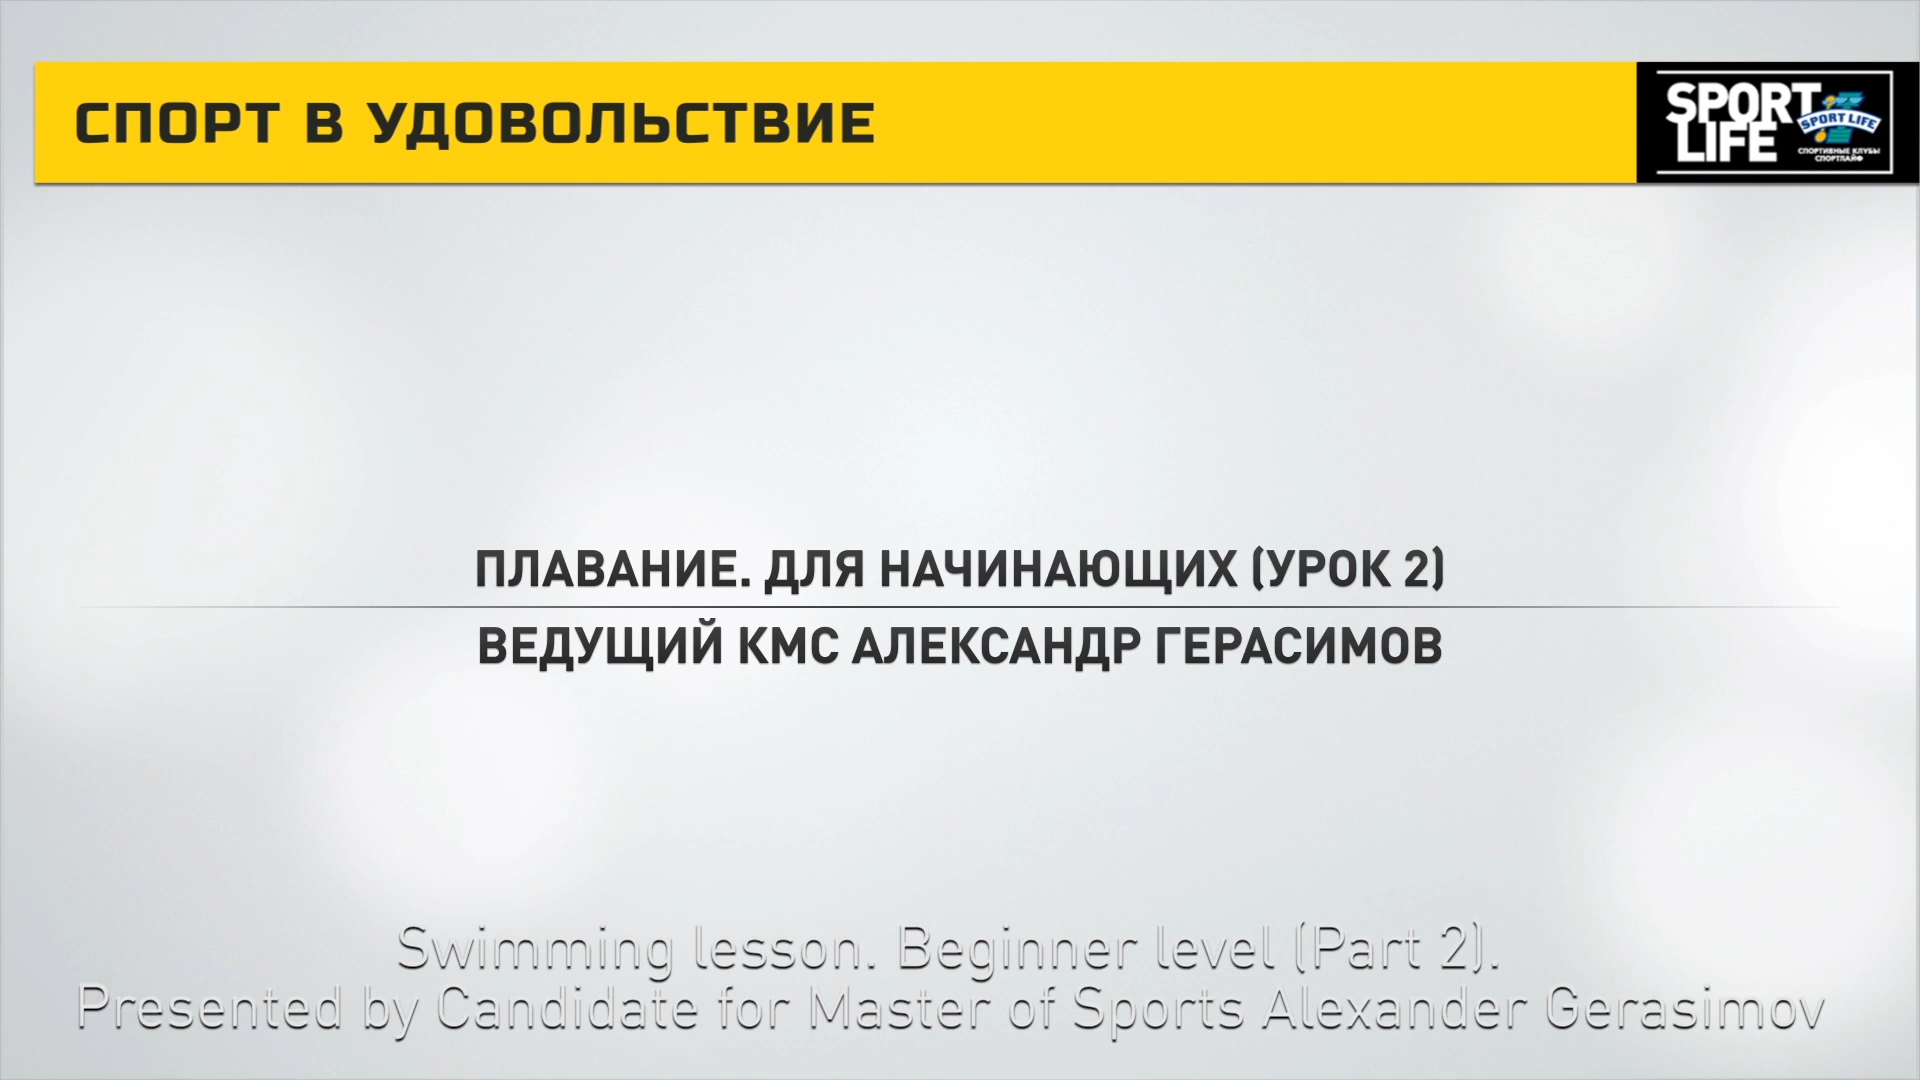 СПОРТ В УДОВОЛЬСТВИЕ
SPORT
LIFE
SPORT LIFE
СПОРТИВНЫЕ КЛУБЫ
СПОРТЛАЙФ
ПЛАВАНИЕ. ДЛЯ НАЧИНАЮЩИХ (УРОК 2)
ВЕДУЩИЙ КМС АЛЕКСАНДР ГЕРАСИМОВ
Swimming lesson. Beginner level (Part 2).
Presented by Candidate for Master of Sports Alexander Gerasimov